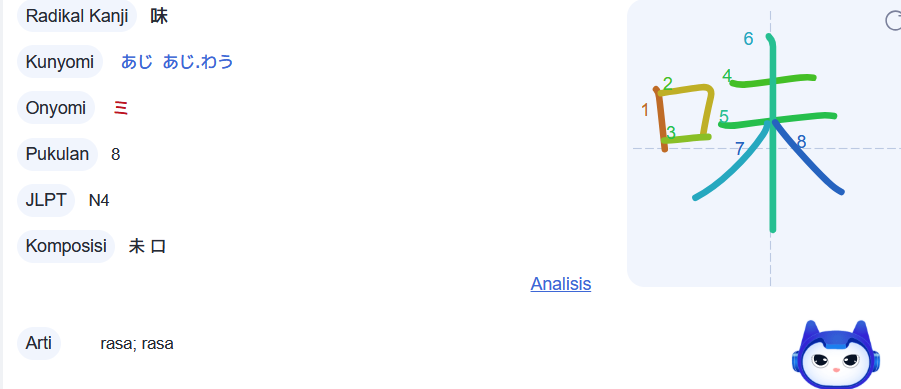 Radikal Kanji 味
Kunyomi あじ あじ.わう
Onyomi ミ
Pukulan 8
JLPT N4
Komposisi 未 口
Analisis
Arti rasa; rasa
6
2 4
1
5
3
7 8